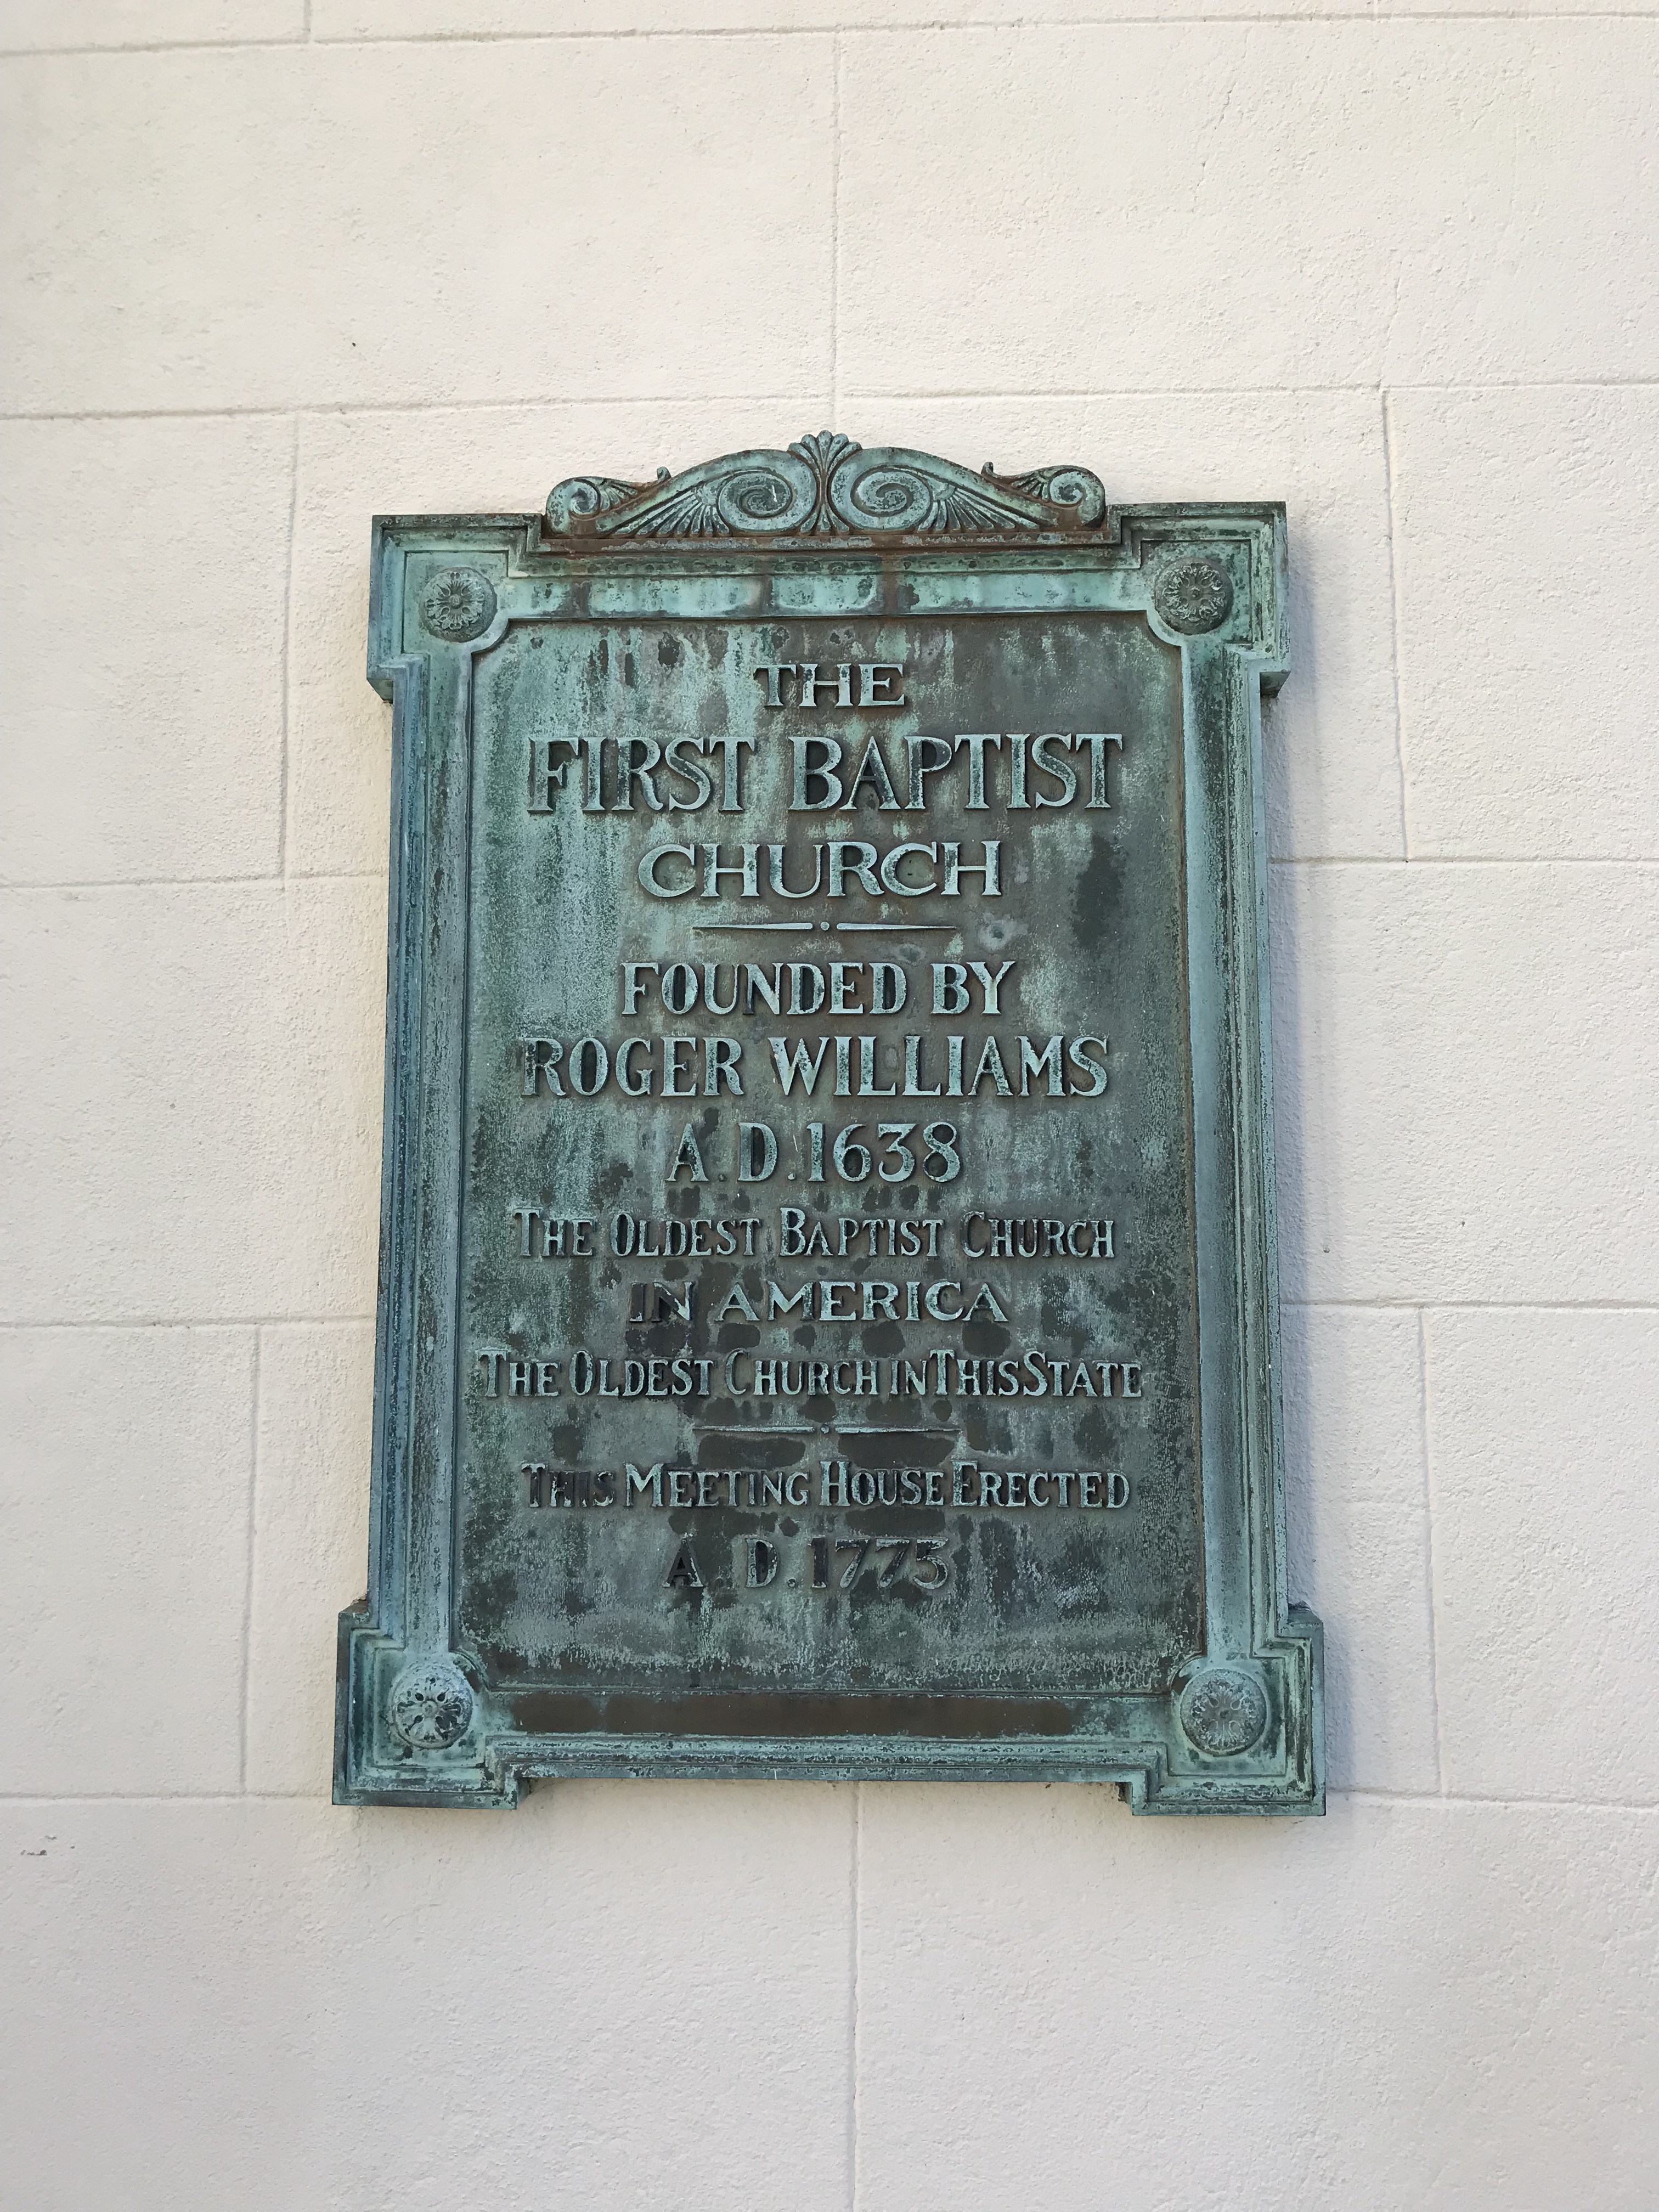 THE
FIRST BAPTIST
CHURCH
FOUNDED BY
ROGER WILLIAMS
A.D.1638
THE OLDEST BAPTIST CHURCH
IN AMERICA
THE OLDEST CHURCH IN THIS STATE
THIS MEETING HOUSE ERECTED
A.D.1775